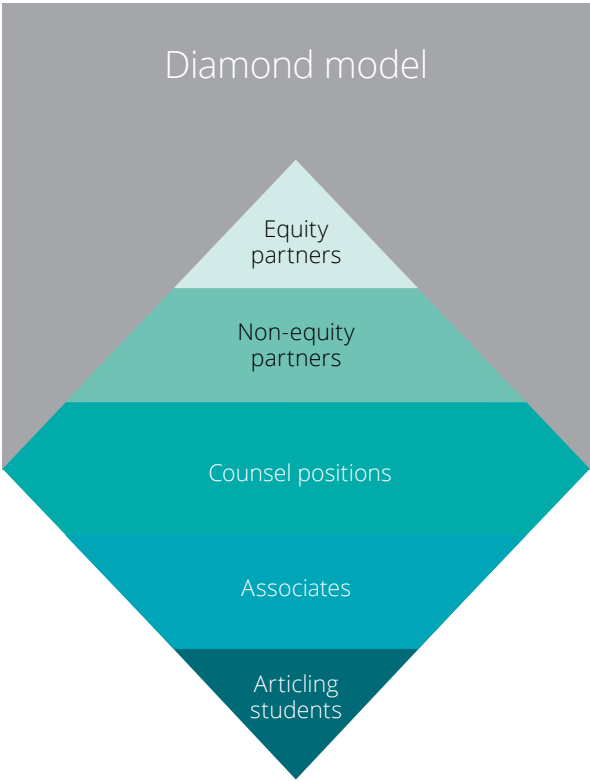 Diamond model
Equity
partners
Non-equity
partners
Counsel positions
Associates
Articling
students